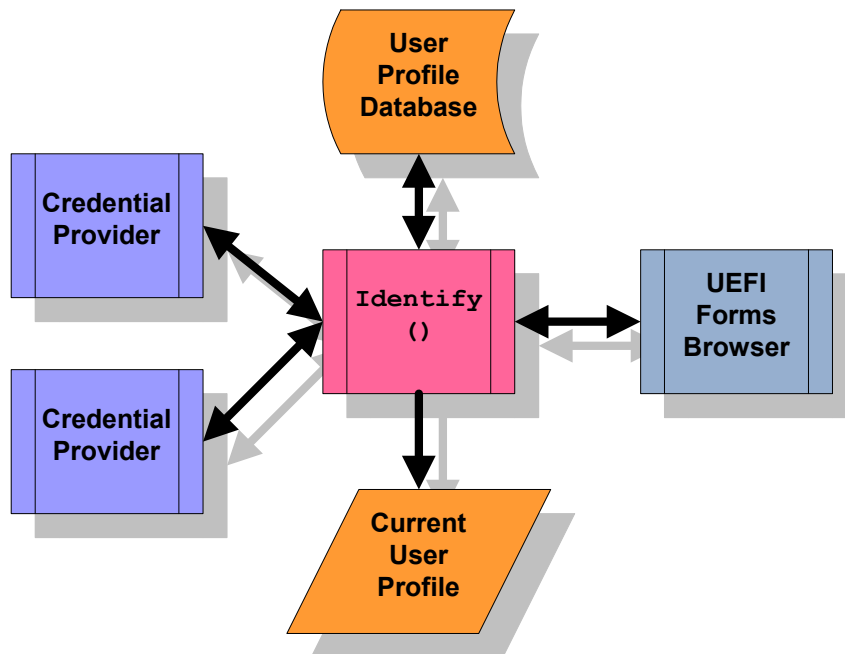 User
Profile
Database
Credential
Provider
Identify
()
UEFI
Forms
Browser
Credential
Provider
Current
User
Profile